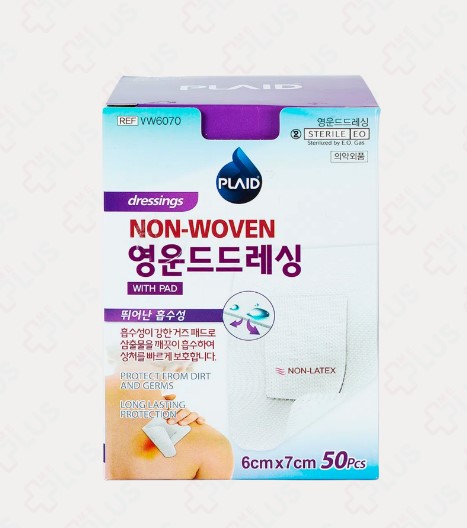 PLAID
REF VW6070
영운드드레싱
② STERILE EO
Sterilized by E.O. Gas
의약외품
PLAID
dressings
NON-WOVEN
영운드드레싱
WITH PAD
뛰어난 흡수성
흡수성이 강한 거즈 패드로
삼출물을 깨끗이 흡수하여
상처를 빠르게 보호합니다.
PROTECT FROM DIRT
AND GERMS
LONG LASTING
PROTECTION
NON-LATEX
6cmx7cm 50Pcs